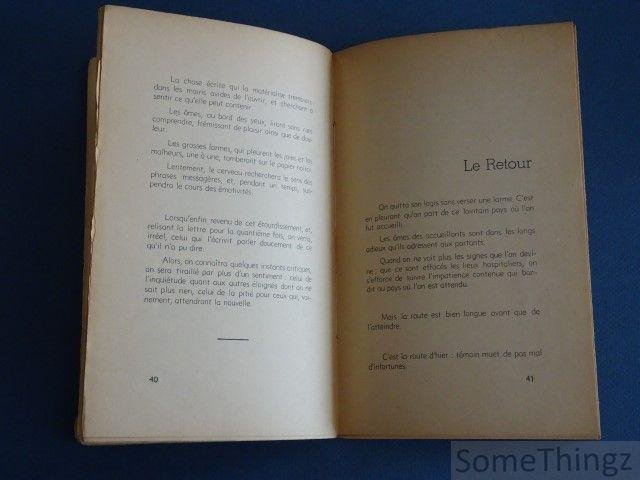 La chose écrite qui la matérialise tremblera
dans les mains avides de l'ouvrir, et cherchant à
sentir ce qu'elle peut contenir.
Les âmes, au bord des yeux, liront sans rien
comprendre, frémissant de plaisir ainsi que de dou-
leur.
Les grosses larmes, qui pleurent les joies et les
malheurs, une à une, tomberont sur le papier noirci.
Lentement, le cerveau recherchera le sens des
phrases messagères, et, pendant un temps, sus-
pendra le cours des émotivités.
Lorsqu'enfin revenu de cet étourdissement, et,
relisant la lettre pour la quantième fois, on verra,
irréel, celui qui l'écrivit parler doucement de ce
qu'il n'a pu dire.
Alors, on connaîtra quelques instants critiques,
on sera tiraillé par plus d'un sentiment : celui de
l'inquiétude quant aux autres éloignés dont on ne
sait plus rien, celui de la pitié pour ceux qui, vai-
nement, attendront la nouvelle.
40
Le Retour
On quitta son logis sans verser une larme. C'est
en pleurant qu'on part de ce lointain pays où l'on
fut accueilli.
Les âmes des accueillants sont dans les longs
adieux qu'ils adressent aux partants.
Quand on ne voit plus les signes que l'on devi-
ne ; que ce sont effacés les lieux hospitaliers, on
s'efforce de taire l'impatience contenue qui ban-
dit au pays où l'on est attendu.
Mais la route est bien longue avant que de
l'atteindre.
C'est la route d'hier : témoin muet de pas mal
d'infortunes.
41
SomeThingz